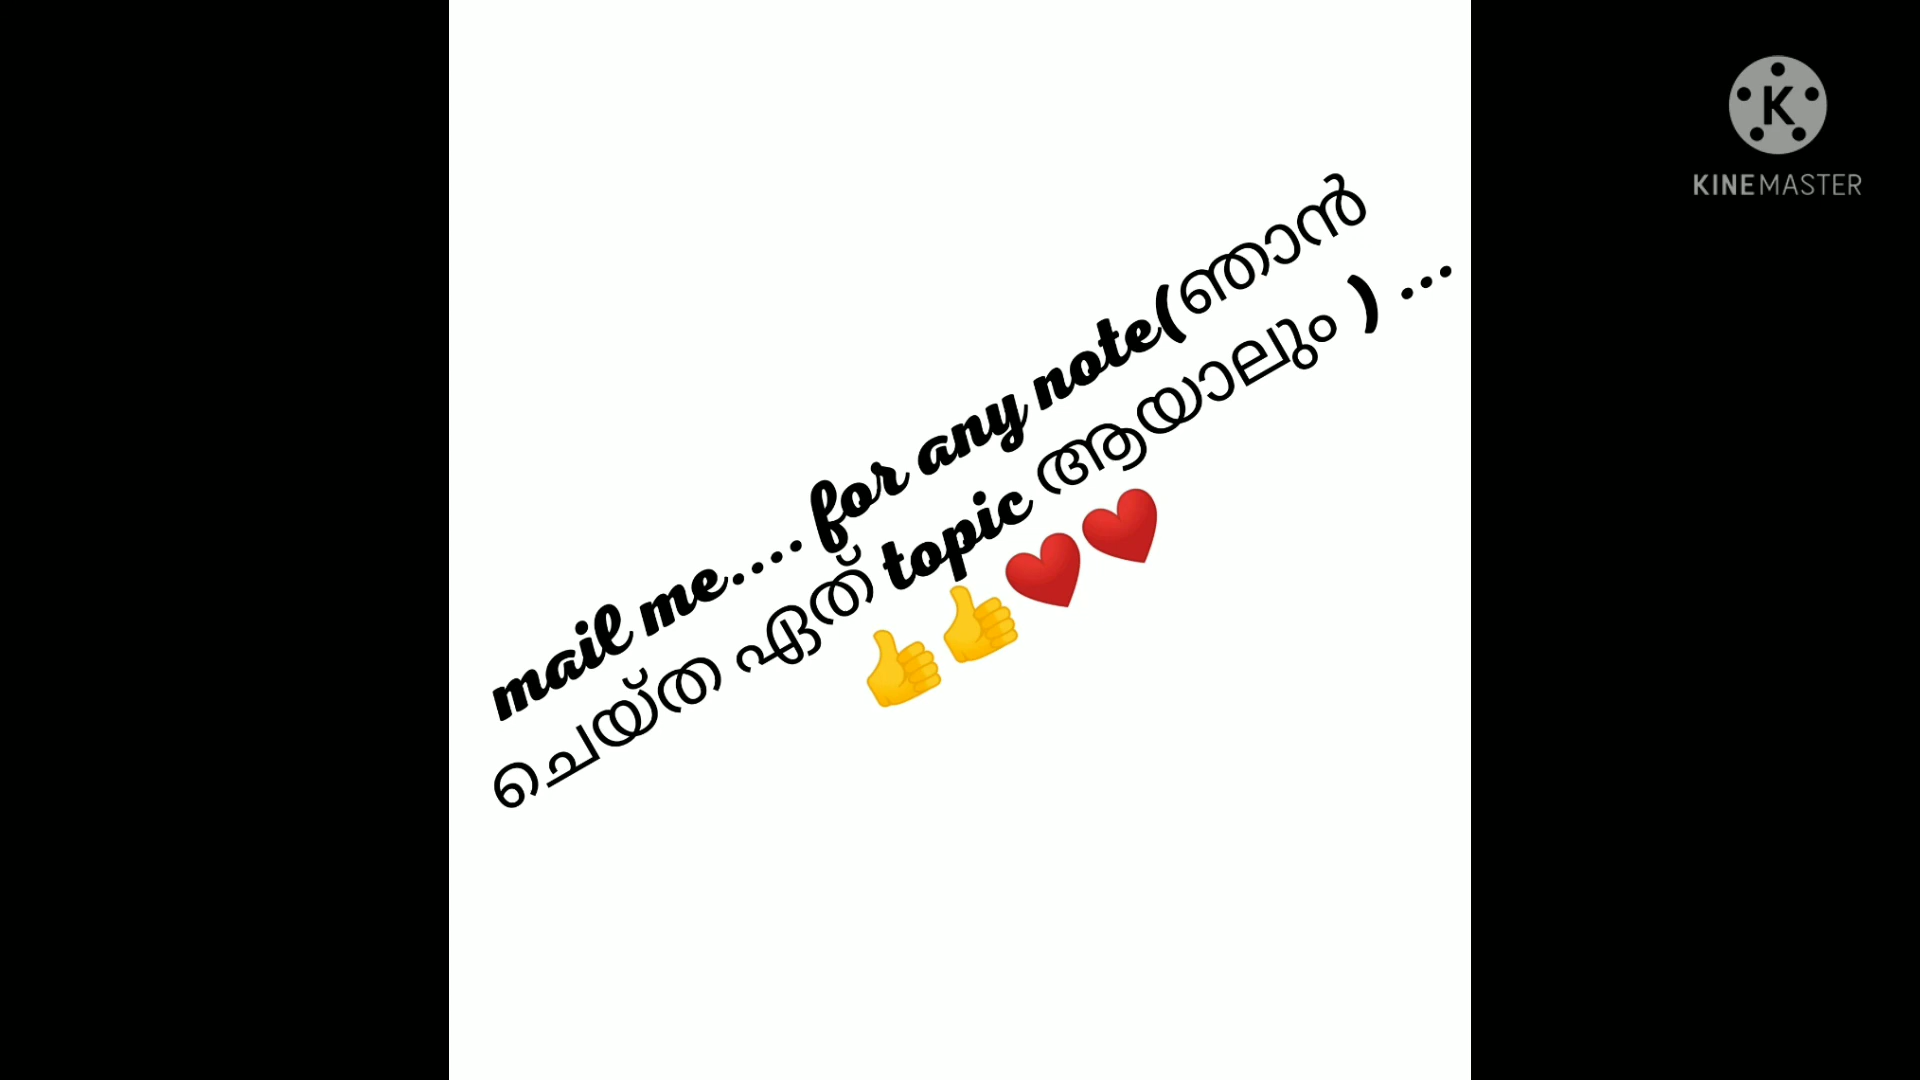 mail me.... for any note(ഞാൻ
ചെയ്ത ഏത് topic ആയാലും ) ...
👍👍❤️❤️
K
KINEMASTER